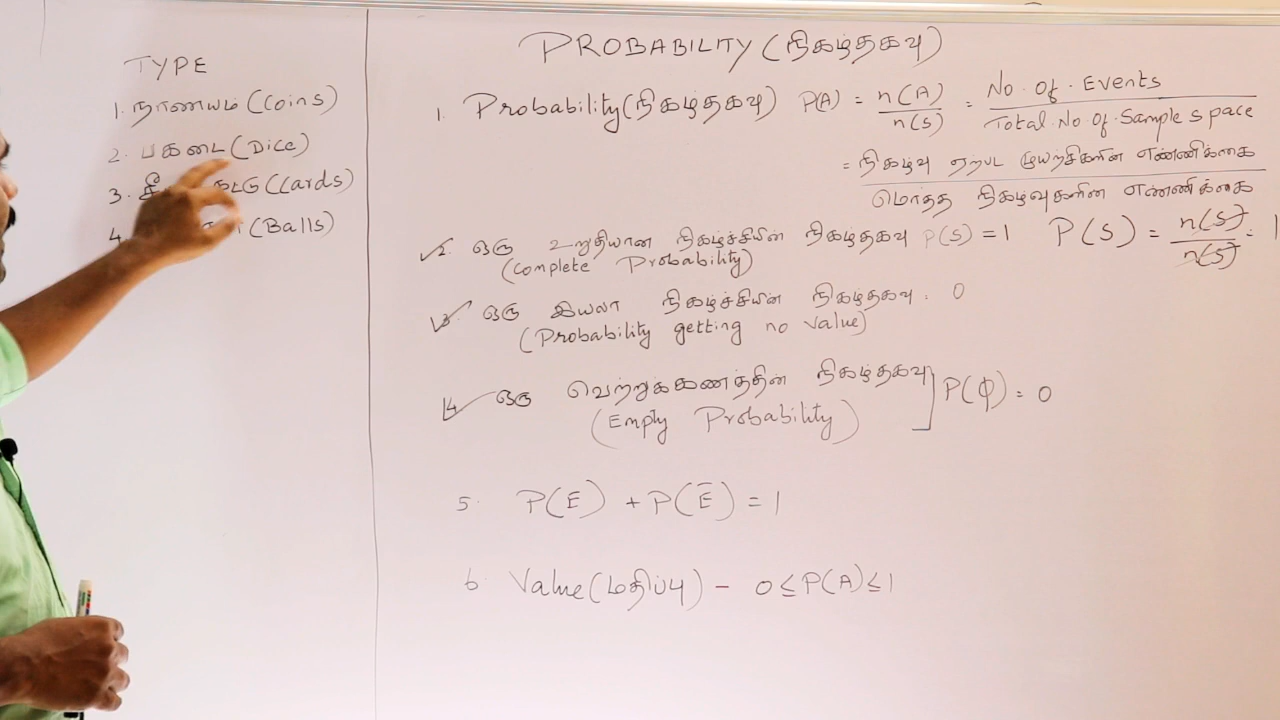 TYPE
1. நாணயம் (Coins)
2. பகடை (Dice)
3. சீ கட்டு (Cards)
4. (Balls)
PROBABILITY (நிகழ்தகவு)
1. Probability (நிகழ்தகவு) P(A) = n(A) / n(s) = No. of. Events / Total No. of. Sample space
= நிகழ்வு ஏற்பட முயற்சிகளின் எண்ணிக்கை / மொத்த நிகழ்வுகளின் எண்ணிக்கை
2. ஒரு உறுதியான நிகழ்ச்சியின் நிகழ்தகவு P(s) = 1 P(s) = n(s) / n(s) = 1
(Complete Probability)
3. ஒரு இயலா நிகழ்ச்சியின் நிகழ்தகவு = 0
(Probability getting no value)
4. ஒரு வெற்றுக்கணத்தின் நிகழ்தகவு] P(ϕ) = 0
(Empty Probability)
5. P(E) + P(Ē) = 1
6. Value (மதிப்பு) - 0 ≤ P(A) ≤ 1